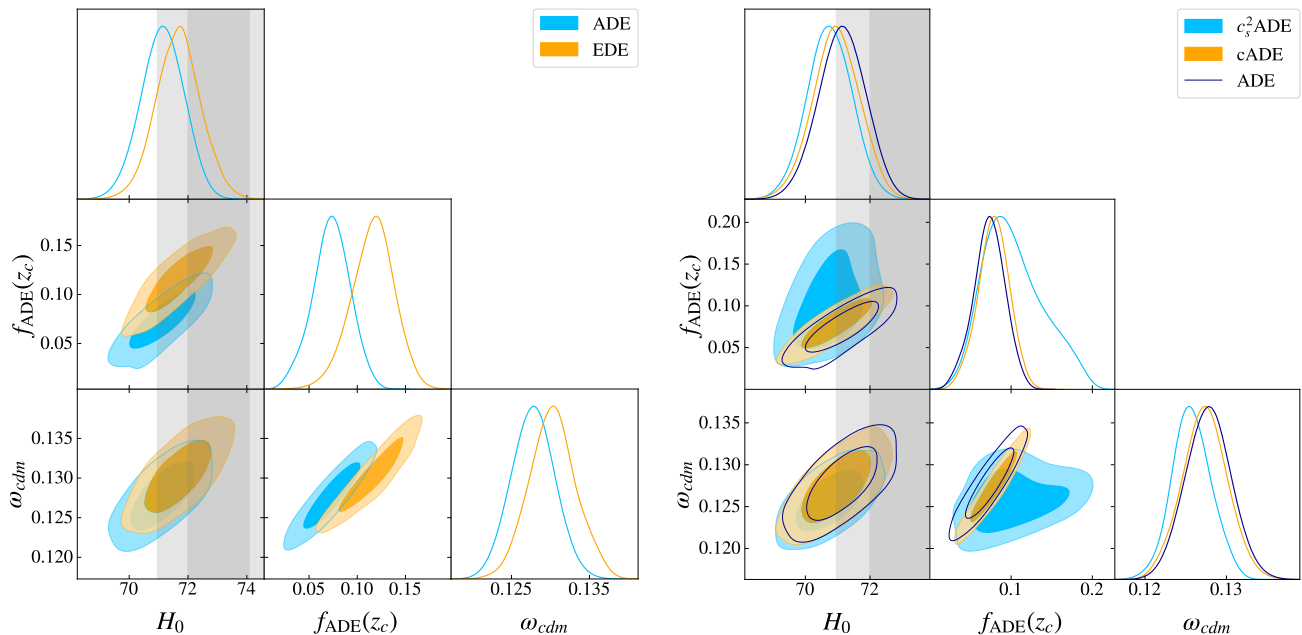 ADE
EDE
f_ADE(z_c)
0.15
0.10
0.05
ω_cdm
0.135
0.130
0.125
0.120
70 72 74
H_0
0.05 0.10 0.15
f_ADE(z_c)
0.125 0.135
ω_cdm
c_s^2ADE
cADE
ADE
f_ADE(z_c)
0.20
0.15
0.10
0.05
ω_cdm
0.135
0.130
0.125
0.120
70 72
H_0
0.1 0.2
f_ADE(z_c)
0.12 0.13
ω_cdm